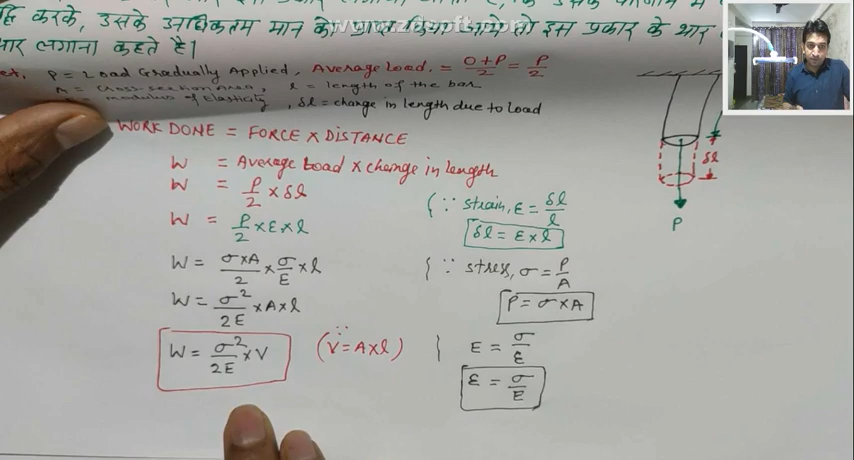 करके, उसके अधिकतम मान को प्राप्त किया जाये तो इस प्रकार के भार
भार लगाना कहते है।
P = Load Gradually Applied, Average Load. = O+P/2 = P/2
A = Cross-section Area, l = length of the bar
modulus of Elasticity, δl = change in length due to Load
WORK DONE = FORCE × DISTANCE
W = Average Load × change in length
W = P/2 × δl
W = P/2 × ε × l
W = σ×A/2 × σ/E × l
W = σ²/2E × A × l
W = σ²/2E × V (∵ V = A×l)
{ ∵ strain, ε = δl/l
δl = ε × l
{ ∵ stress, σ = P/A
P = σ × A
} E = σ/ε
ε = σ/E
δl
P